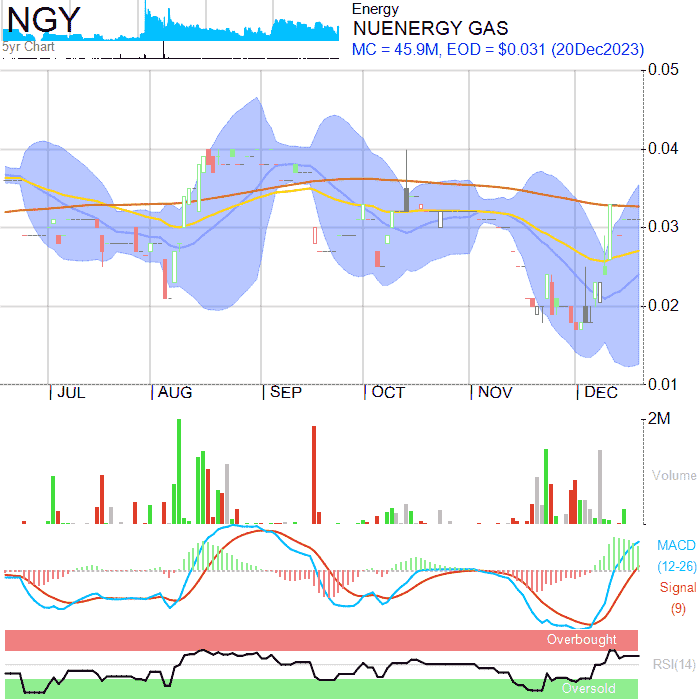 NGY
5yr Chart
Energy
NUENERGY GAS
MC = 45.9M, EOD = $0.031 (20Dec2023)
0.05
0.04
0.03
0.02
0.01
JUL AUG SEP OCT NOV DEC
2M
Volume
MACD
(12-26)
Signal
(9)
Overbought
RSI(14)
Oversold